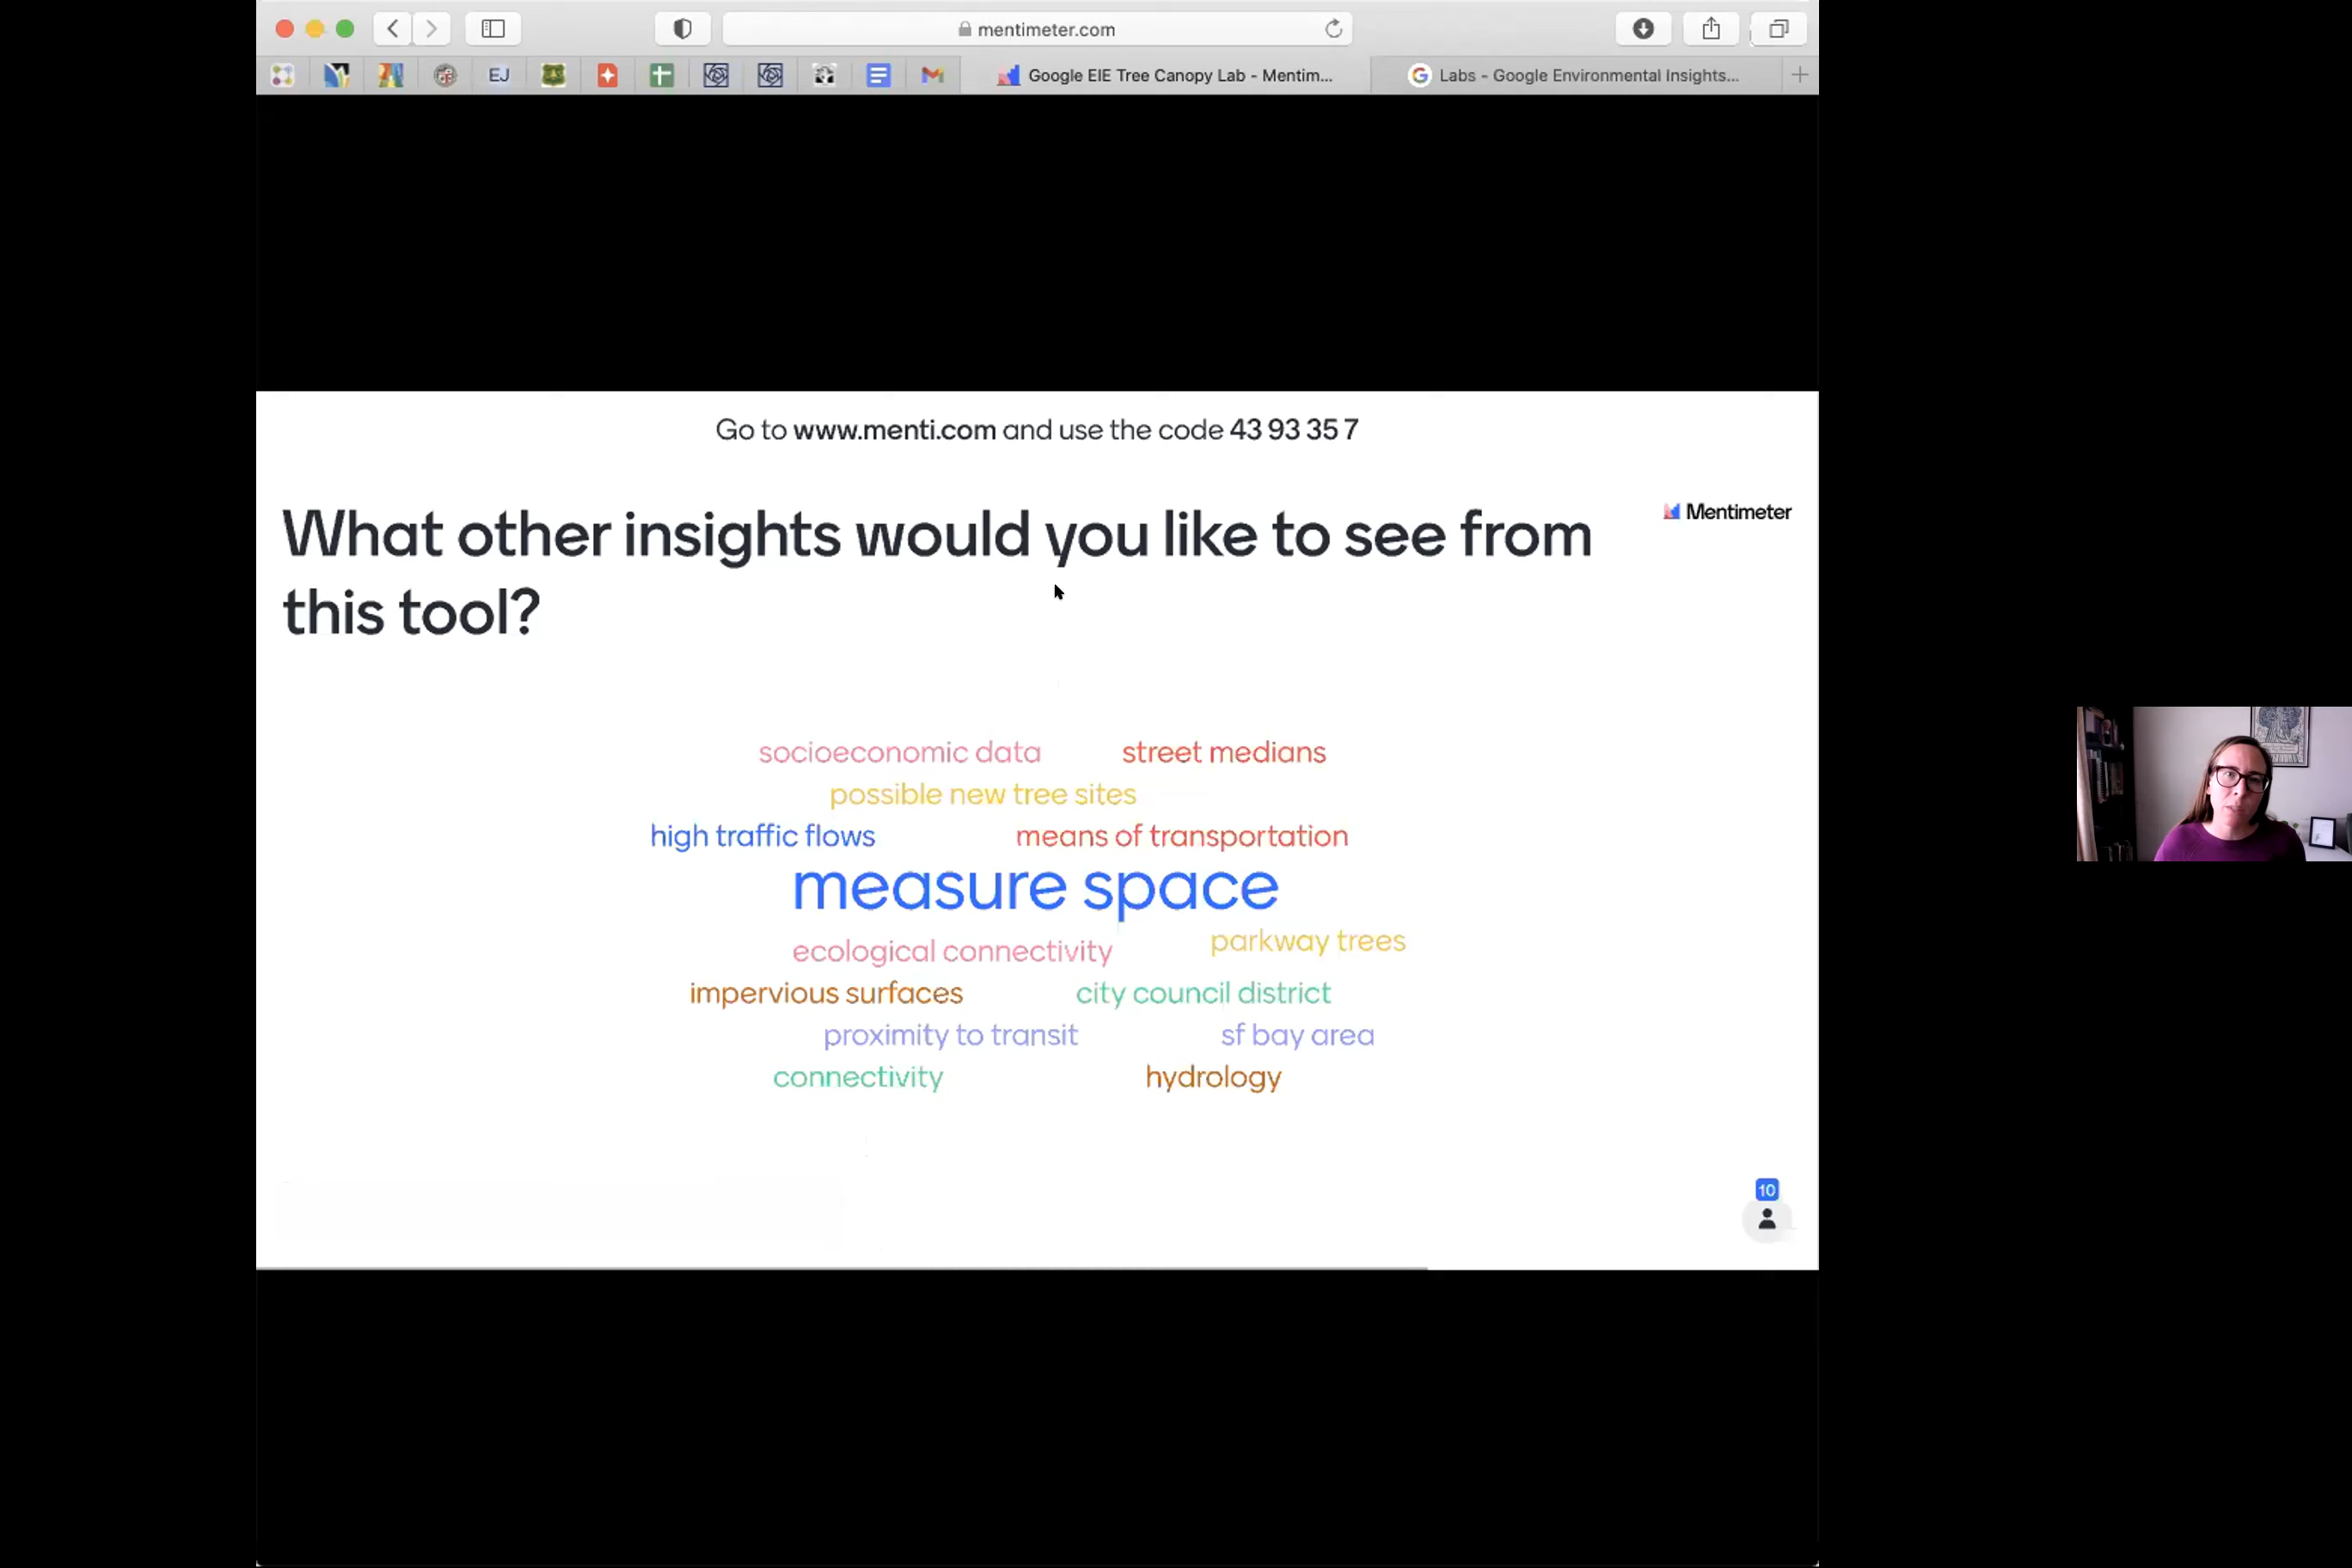 mentimeter.com
EJ
Google EIE Tree Canopy Lab - Mentim...
Labs - Google Environmental Insights...
Go to www.menti.com and use the code 43 93 35 7
What other insights would you like to see from
this tool?
Mentimeter
socioeconomic data street medians
possible new tree sites
high traffic flows means of transportation
measure space
ecological connectivity parkway trees
impervious surfaces city council district
proximity to transit sf bay area
connectivity hydrology
10